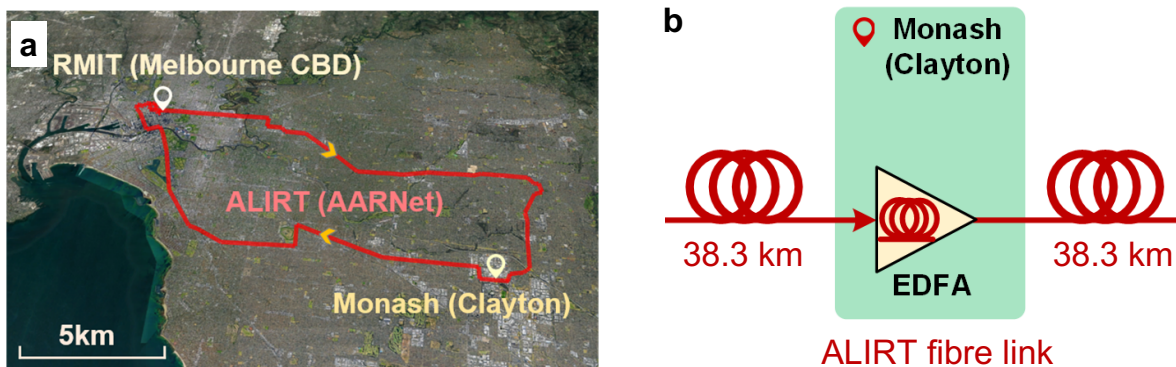 a
RMIT (Melbourne CBD)
ALIRT (AARNet)
Monash (Clayton)
5km
b
Monash
(Clayton)
38.3 km
EDFA
38.3 km
ALIRT fibre link